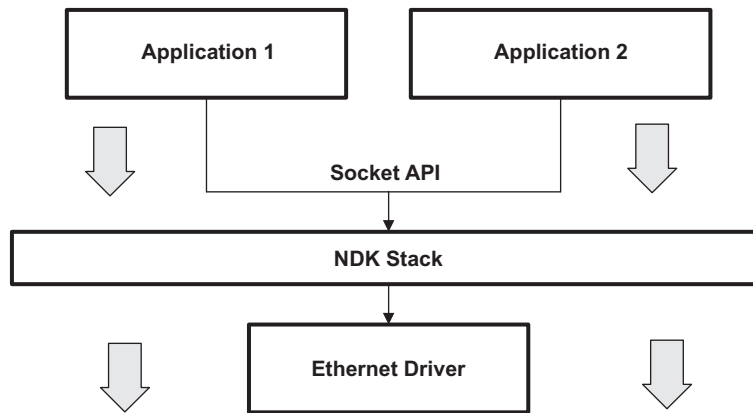 Application 1
Application 2
Socket API
NDK Stack
Ethernet Driver